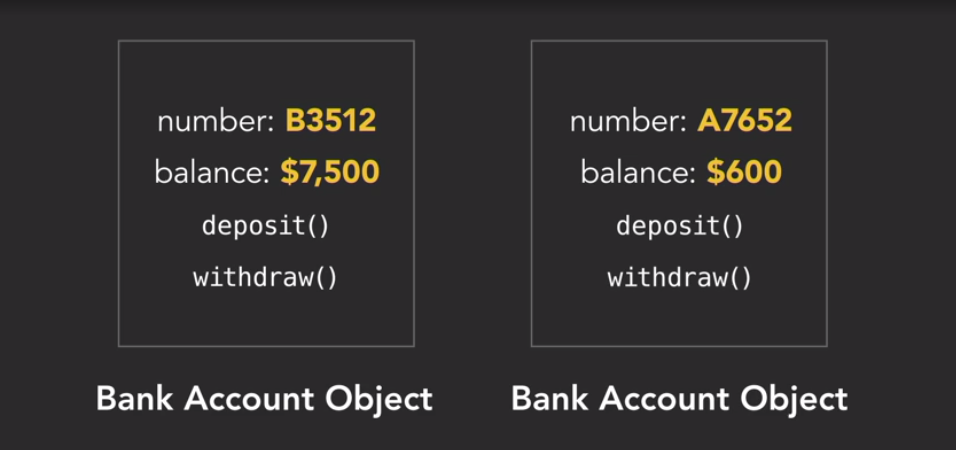 number: B3512
balance: $7,500
deposit()
withdraw()
Bank Account Object
number: A7652
balance: $600
deposit()
withdraw()
Bank Account Object